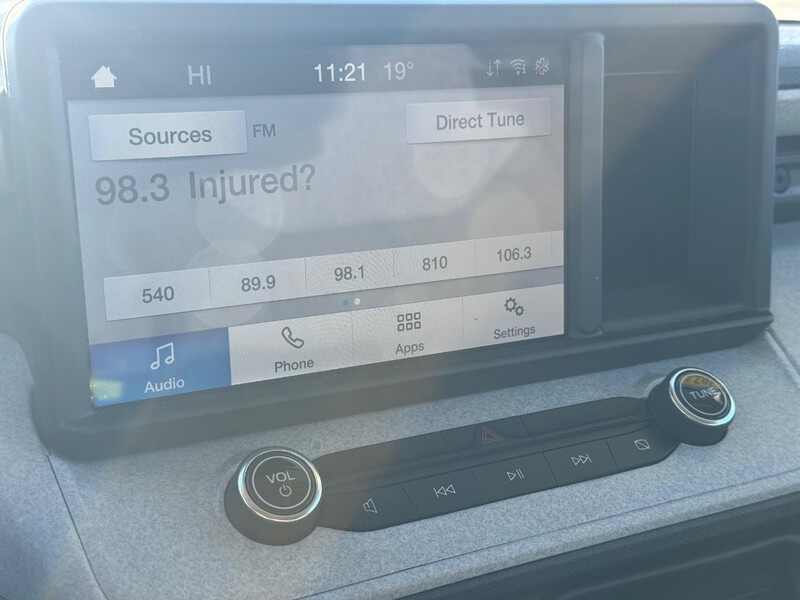 HI 11:21 19°
Sources FM Direct Tune
98.3 Injured?
540 89.9 98.1 810 106.3
Audio Phone Apps Settings
VOL
TUNE